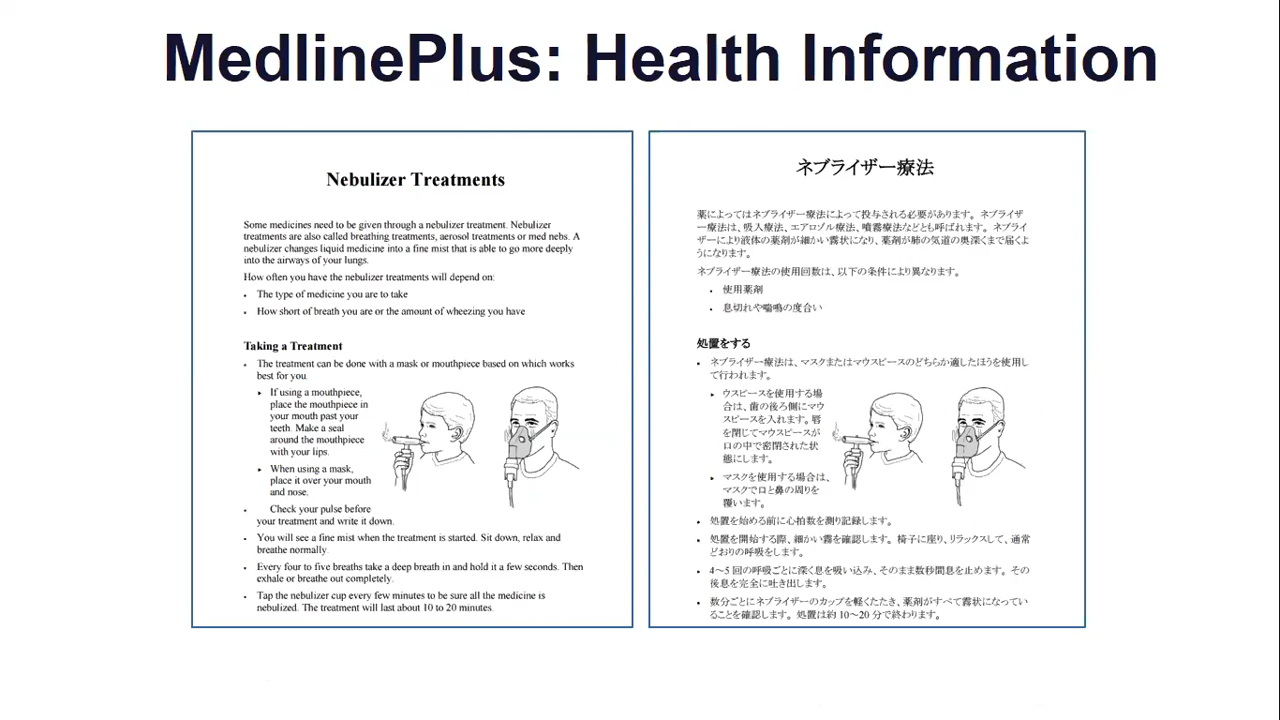 MedlinePlus: Health Information
Nebulizer Treatments
Some medicines need to be given through a nebulizer treatment. Nebulizer
treatments are also called breathing treatments, aerosol treatments or med nebs. A
nebulizer changes liquid medicine into a fine mist that is able to go more deeply
into the airways of your lungs.
How often you have the nebulizer treatments will depend on:
• The type of medicine you are to take
• How short of breath you are or the amount of wheezing you have
Taking a Treatment
• The treatment can be done with a mask or mouthpiece based on which works
best for you.
▸ If using a mouthpiece,
place the mouthpiece in
your mouth past your
teeth. Make a seal
around the mouthpiece
with your lips.
▸ When using a mask,
place it over your mouth
and nose.
• Check your pulse before
your treatment and write it down.
• You will see a fine mist when the treatment is started. Sit down, relax and
breathe normally.
• Every four to five breaths take a deep breath in and hold it a few seconds. Then
exhale or breathe out completely.
• Tap the nebulizer cup every few minutes to be sure all the medicine is
nebulized. The treatment will last about 10 to 20 minutes.
ネブライザー療法
薬によってはネブライザー療法によって投与される必要があります。ネブライザ
ー療法は、吸入療法、エアロゾル療法、噴霧療法などとも呼ばれます。ネブライ
ザーにより液体の薬剤が細かい霧状になり、薬剤が肺の気道の奥深くまで届くよ
うになります。
ネブライザー療法の使用回数は、以下の条件により異なります。
• 使用薬剤
• 息切れや喘鳴の度合い
処置をする
• ネブライザー療法は、マスクまたはマウスピースのどちらか適したほうを使用し
て行われます。
▸ ウスピースを使用する場
合は、歯の後ろ側にマウ
スピースを入れます。唇
を閉じてマウスピースが
口の中で密閉された状
態にします。
▸ マスクを使用する場合は、
マスクで口と鼻の周りを
覆います。
• 処置を始める前に心拍数を測り記録します。
• 処置を開始する際、細かい霧を確認します。椅子に座り、リラックスして、通常
どおりの呼吸をします。
• 4～5 回の呼吸ごとに深く息を吸い込み、そのまま数秒間息を止めます。その
後息を完全に吐き出します。
• 数分ごとにネブライザーのカップを軽くたたき、薬剤がすべて霧状になってい
ることを確認します。処置は約 10～20 分で終わります。